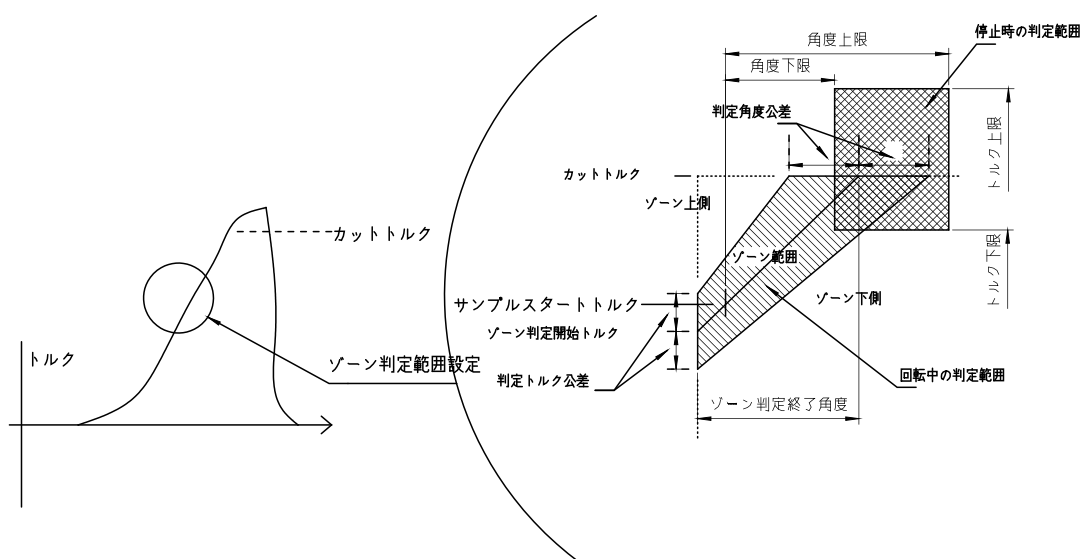 カットトルク
トルク
ゾーン判定範囲設定
角度上限
停止時の判定範囲
角度下限
判定角度公差
トルク上限
カットトルク
ゾーン上側
ゾーン範囲
トルク下限
サンプルスタートトルク
ゾーン下側
ゾーン判定開始トルク
判定トルク公差
回転中の判定範囲
ゾーン判定終了角度